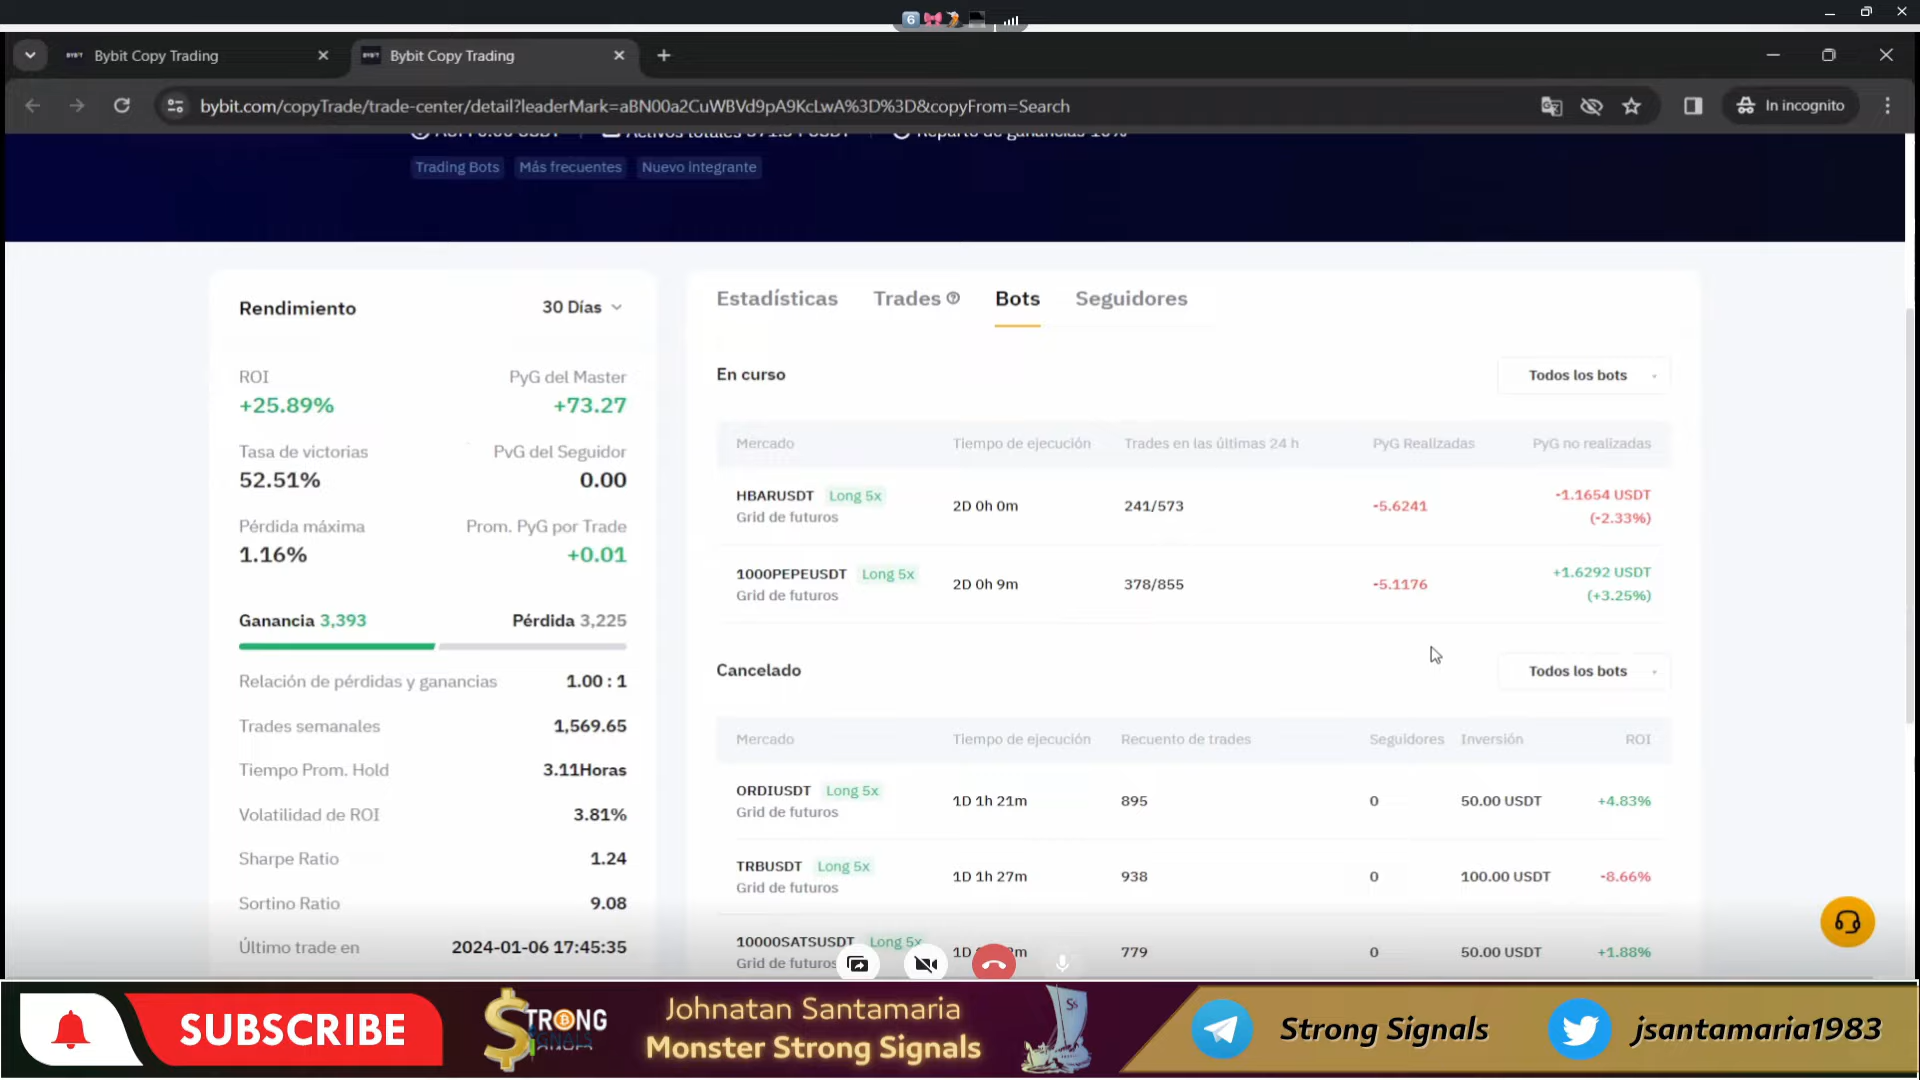 6
Bybit Copy Trading
Bybit Copy Trading
bybit.com/copyTrade/trade-center/detail?leaderMark=aBN00a2CuWBVd9pA9KcLwA%3D%3D&copyFrom=Search
In incognito
Trading Bots Más frecuentes Nuevo integrante
Rendimiento 30 Días
ROI PyG del Master
+25.89% +73.27
Tasa de victorias PyG del Seguidor
52.51% 0.00
Pérdida máxima Prom. PyG por Trade
1.16% +0.01
Ganancia 3,393 Pérdida 3,225
Relación de pérdidas y ganancias 1.00 : 1
Trades semanales 1,569.65
Tiempo Prom. Hold 3.11Horas
Volatilidad de ROI 3.81%
Sharpe Ratio 1.24
Sortino Ratio 9.08
Último trade en 2024-01-06 17:45:35
Estadísticas Trades Bots Seguidores
En curso Todos los bots
Mercado Tiempo de ejecución Trades en las últimas 24 h PyG Realizadas PyG no realizadas
HBARUSDT Long 5x 2D 0h 0m 241/573 -5.6241 -1.1654 USDT
Grid de futuros (-2.33%)
1000PEPEUSDT Long 5x 2D 0h 9m 378/855 -5.1176 +1.6292 USDT
Grid de futuros (+3.25%)
Cancelado Todos los bots
Mercado Tiempo de ejecución Recuento de trades Seguidores Inversión ROI
ORDIUSDT Long 5x 1D 1h 21m 895 0 50.00 USDT +4.83%
Grid de futuros
TRBUSDT Long 5x 1D 1h 27m 938 0 100.00 USDT -8.66%
Grid de futuros
10000SATSUSDT Long 5x 1D 779 0 50.00 USDT +1.88%
Grid de futuros
SUBSCRIBE
STRONG
SIGNALS
Johnatan Santamaria
Monster Strong Signals
Ss
Strong Signals
jsantamaria1983